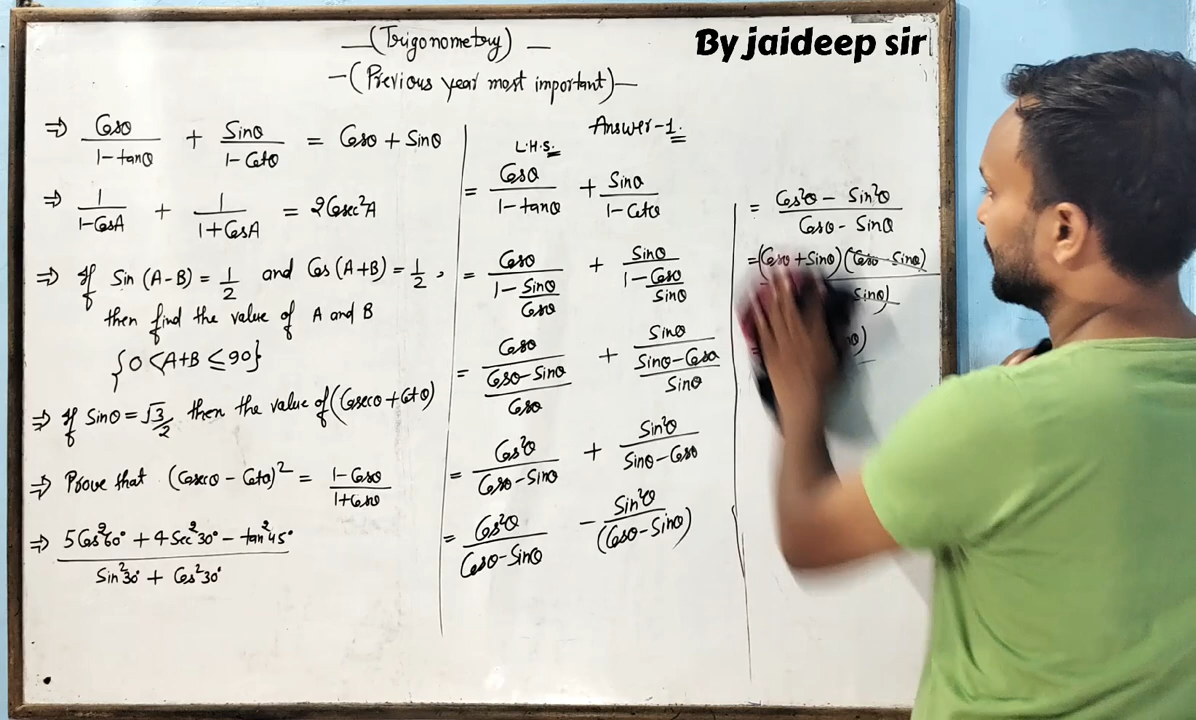 (Trigonometry)
By jaideep sir
(Previous year most important)
⇒ Cosθ/(1-tanθ) + Sinθ/(1-Cotθ) = Cosθ + Sinθ
⇒ 1/(1-CosA) + 1/(1+CosA) = 2Cosec²A
⇒ If Sin (A-B) = 1/2 and Cos (A+B) = 1/2,
then find the value of A and B
{0 < A+B ≤ 90}
⇒ If Sinθ = √3/2 then the value of (Cosecθ + Cotθ)
⇒ Prove that (Cosecθ - Cotθ)² = (1-Cosθ)/(1+Cosθ)
⇒ (5Cos²60° + 4Sec²30° - tan²45°)/(Sin²30° + Cos²30°)
Answer-1.
L.H.S.
= Cosθ/(1-tanθ) + Sinθ/(1-Cotθ)
= Cosθ/(1-Sinθ/Cosθ) + Sinθ/(1-Cosθ/Sinθ)
= Cosθ/((Cosθ-Sinθ)/Cosθ) + Sinθ/((Sinθ-Cosθ)/Sinθ)
= Cos²θ/(Cosθ-Sinθ) + Sin²θ/(Sinθ-Cosθ)
= Cos²θ/(Cosθ-Sinθ) - Sin²θ/(Cosθ-Sinθ)
= (Cos²θ - Sin²θ)/(Cosθ - Sinθ)
= (Cosθ + Sinθ)(Cosθ - Sinθ)
Sinθ)